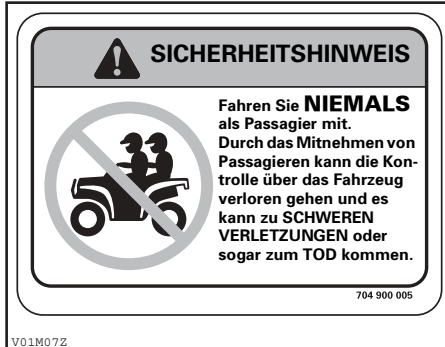 SICHERHEITSHINWEIS
Fahren Sie NIEMALS
als Passagier mit.
Durch das Mitnehmen von
Passagieren kann die Kon-
trolle über das Fahrzeug
verloren gehen und es
kann zu SCHWEREN
VERLETZUNGEN oder
sogar zum TOD kommen.
704 900 005
V01M07Z